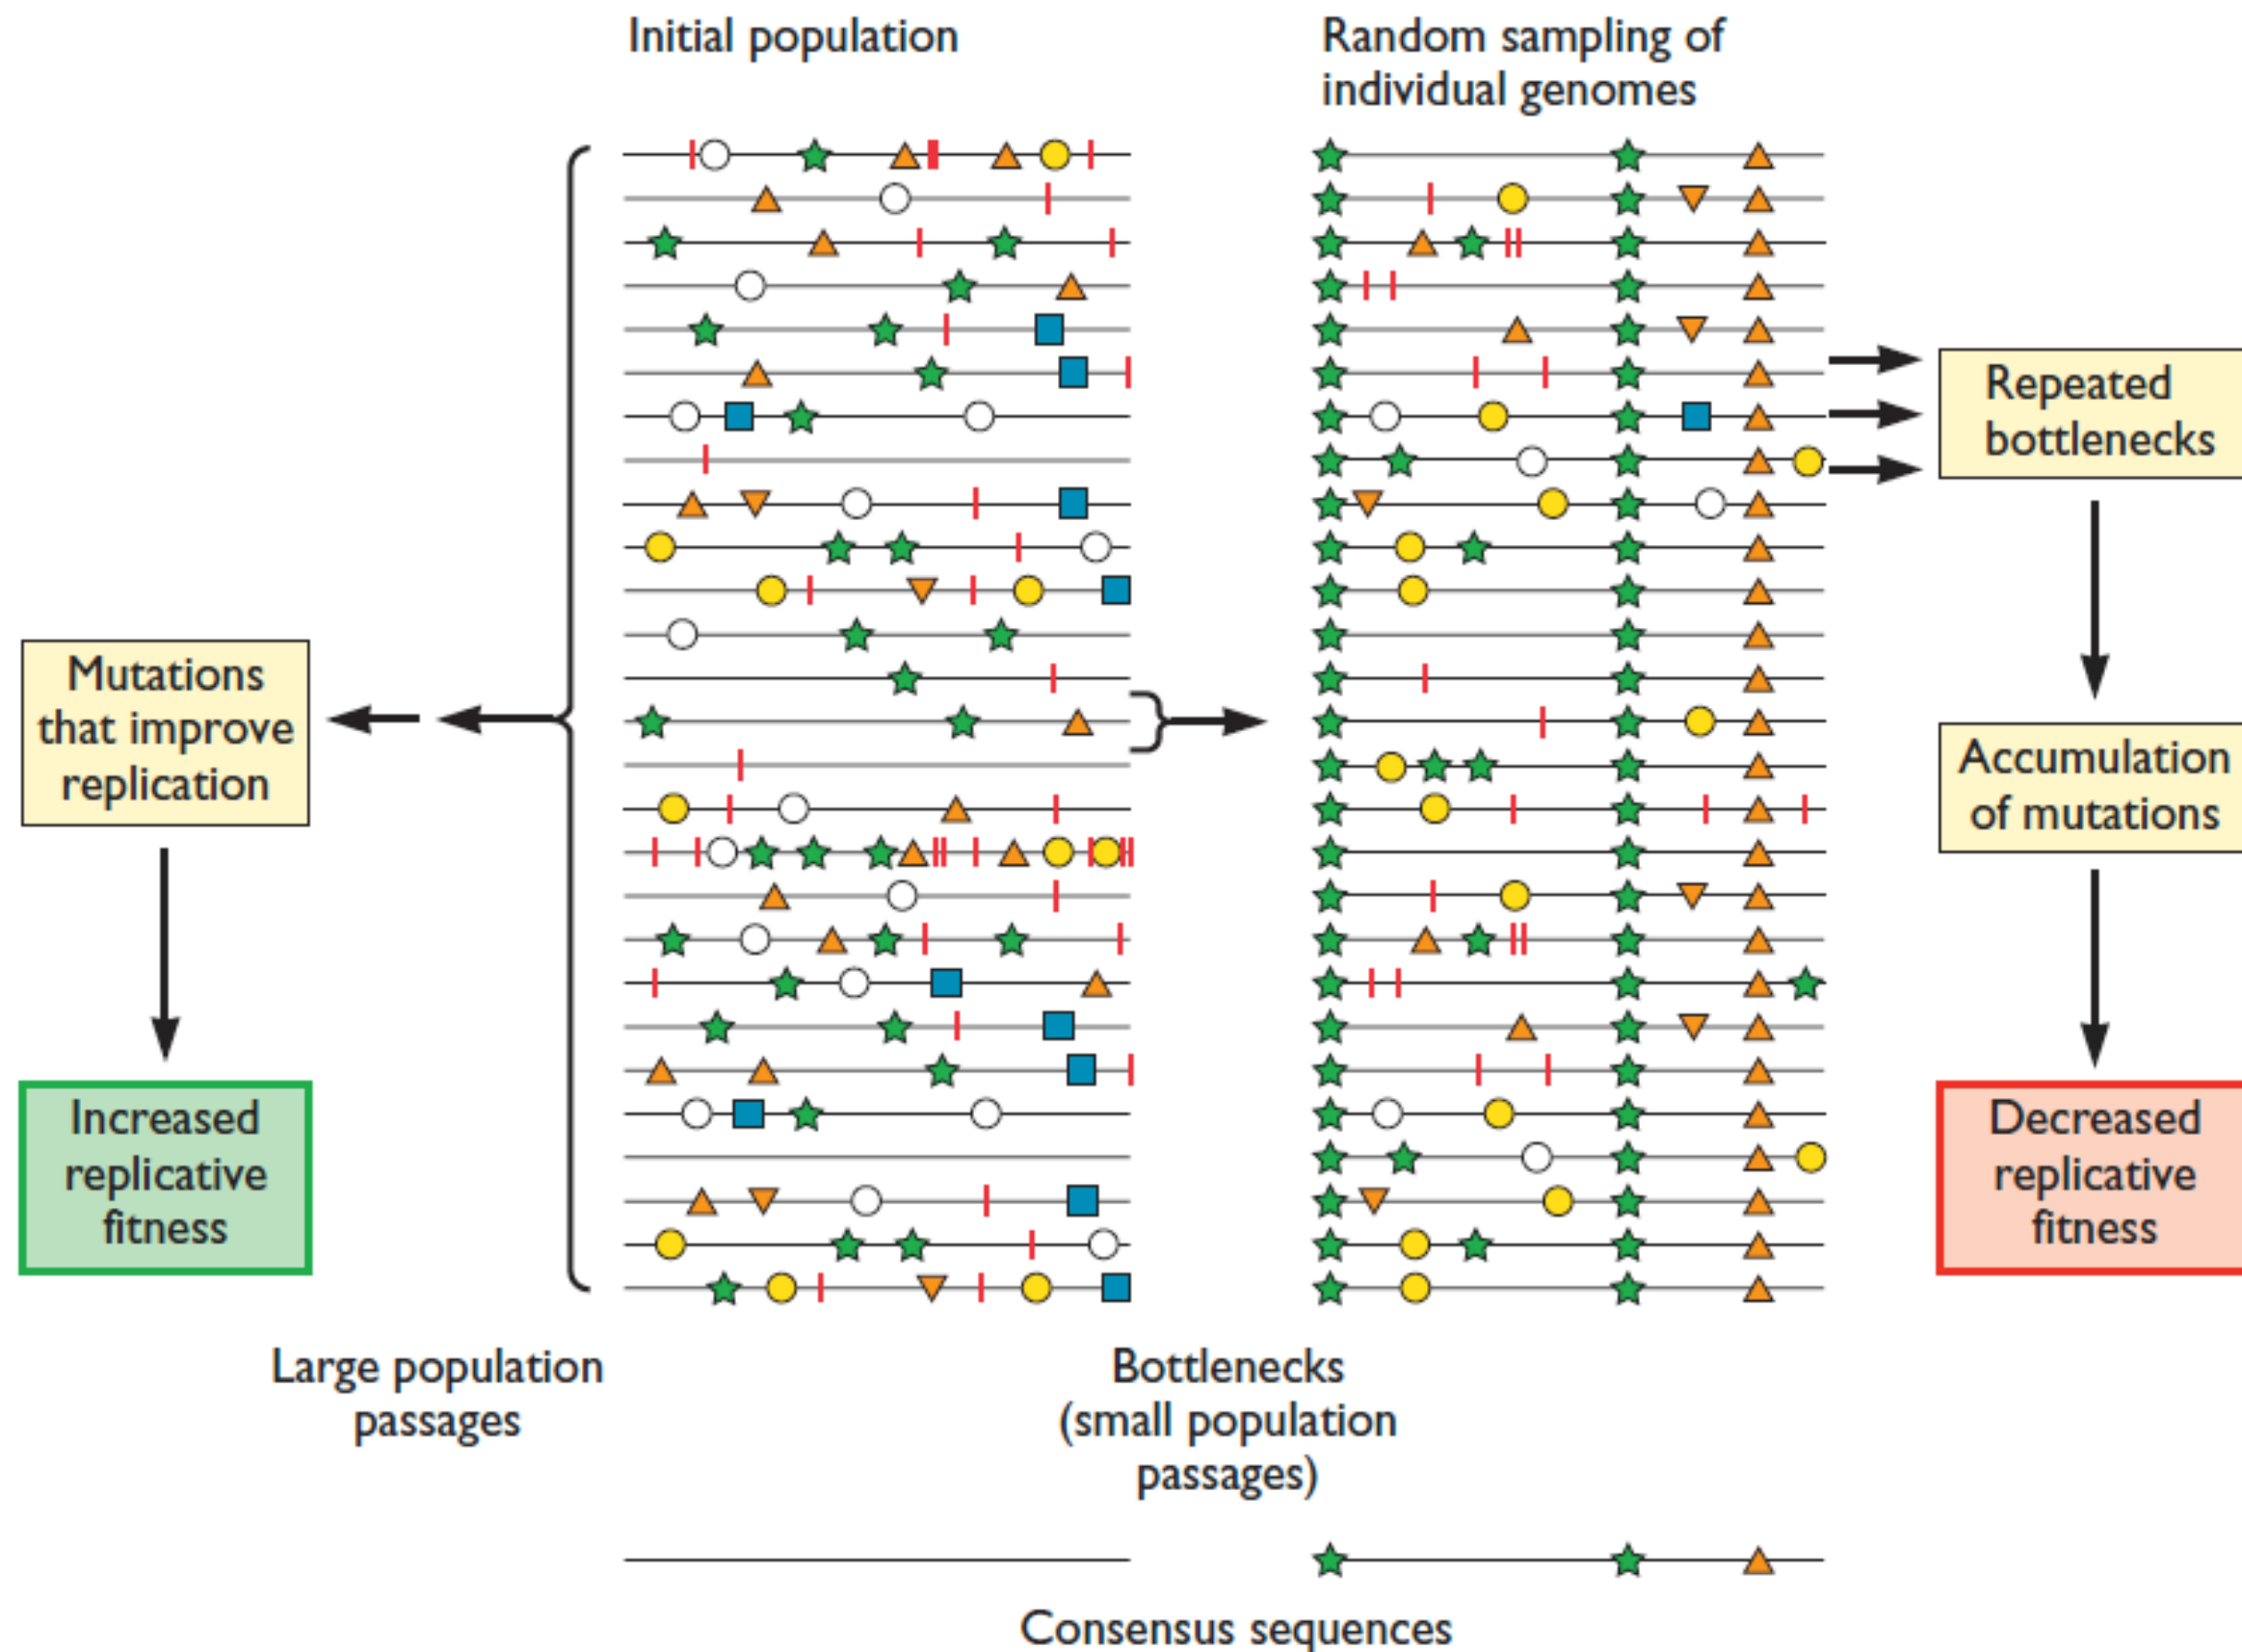 Initial population
Random sampling of
individual genomes
Repeated
bottlenecks
Mutations
that improve
replication
Accumulation
of mutations
Increased
replicative
fitness
Decreased
replicative
fitness
Large population
passages
Bottlenecks
(small population
passages)
Consensus sequences